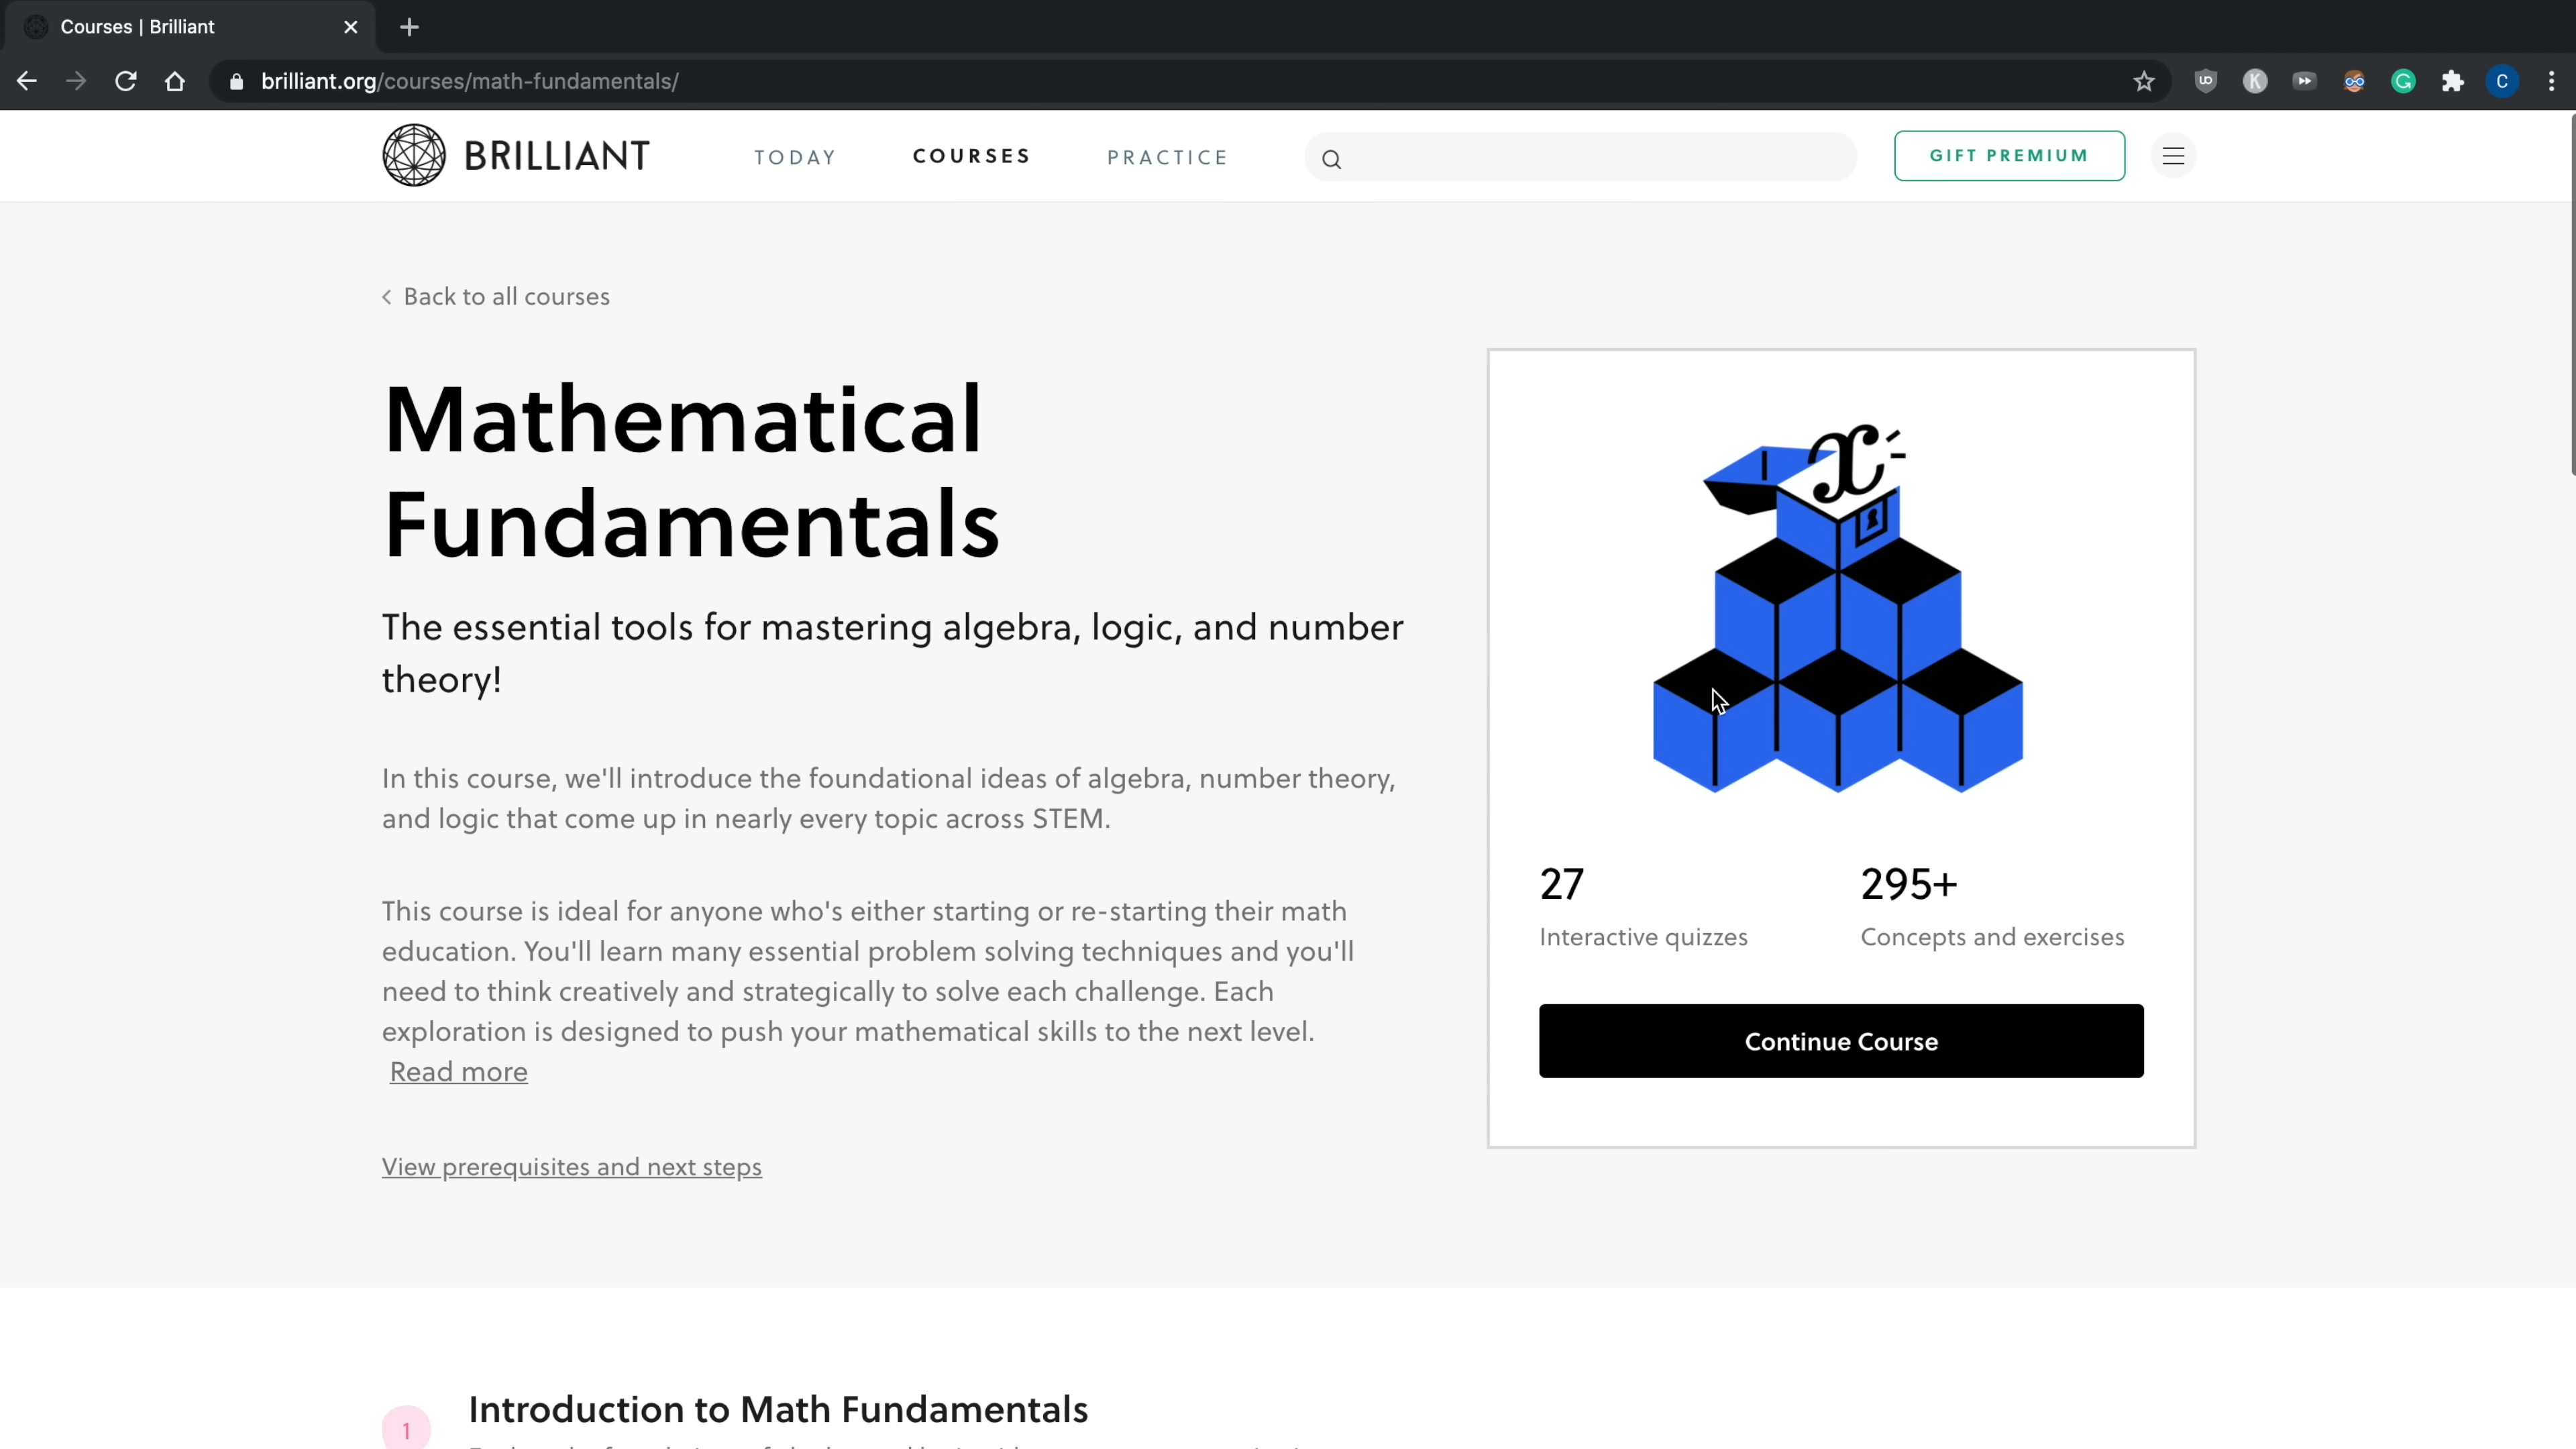 Courses | Brilliant
brilliant.org/courses/math-fundamentals/
C
BRILLIANT
TODAY
COURSES
PRACTICE
GIFT PREMIUM
Back to all courses
Mathematical
Fundamentals
The essential tools for mastering algebra, logic, and number
theory!
In this course, we'll introduce the foundational ideas of algebra, number theory,
and logic that come up in nearly every topic across STEM.
This course is ideal for anyone who's either starting or re-starting their math
education. You'll learn many essential problem solving techniques and you'll
need to think creatively and strategically to solve each challenge. Each
exploration is designed to push your mathematical skills to the next level.
Read more
View prerequisites and next steps
x
27
Interactive quizzes
295+
Concepts and exercises
Continue Course
1
Introduction to Math Fundamentals